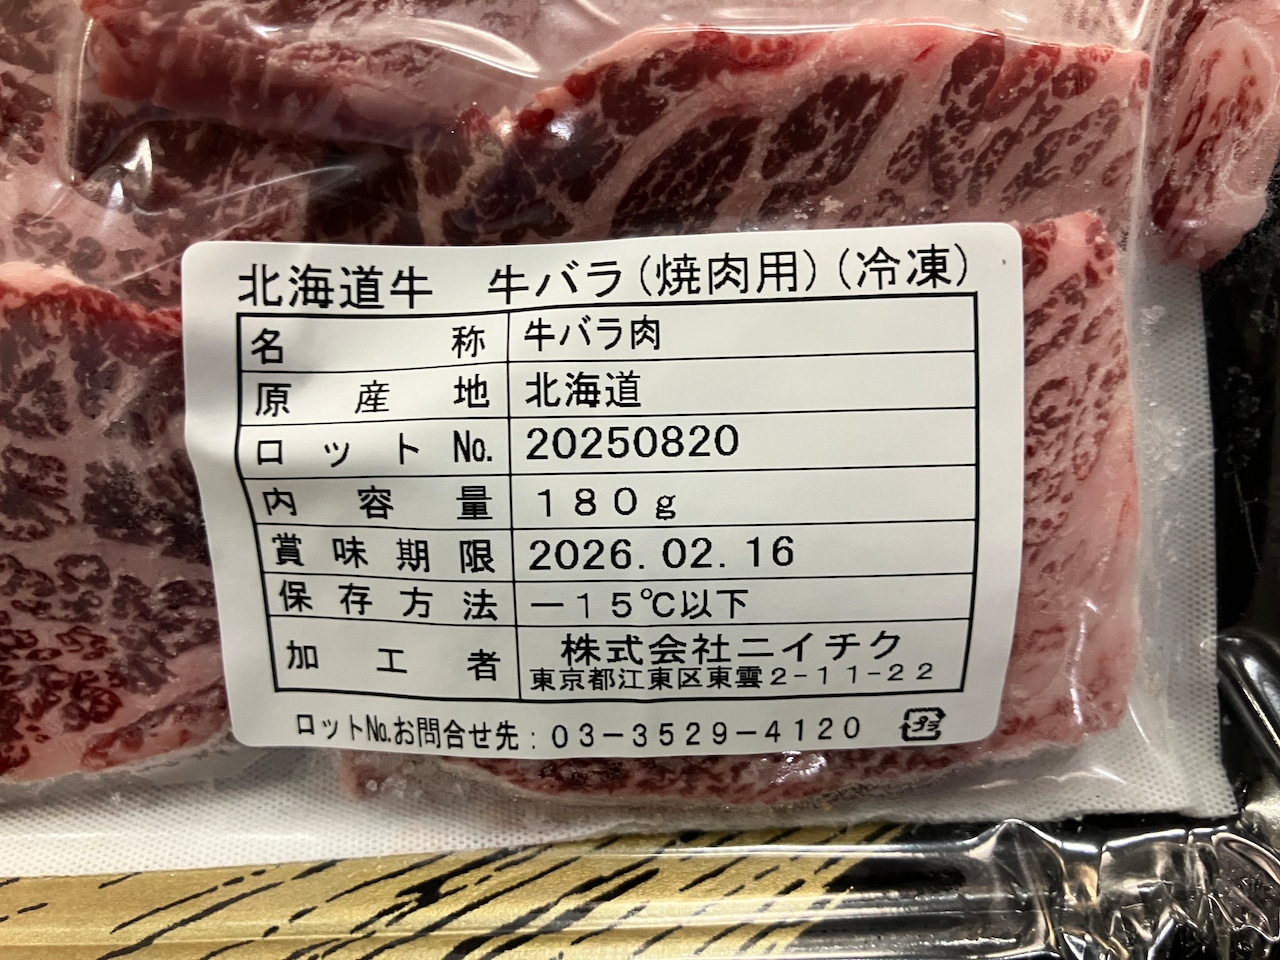 北海道牛 牛バラ(焼肉用)(冷凍)
名称 牛バラ肉
原産地 北海道
ロットNo. 20250820
内容量 180g
賞味期限 2026.02.16
保存方法 -15℃以下
加工者 株式会社ニイチク
東京都江東区東雲2-11-22
ロットNo.お問合せ先:03-3529-4120
プラ